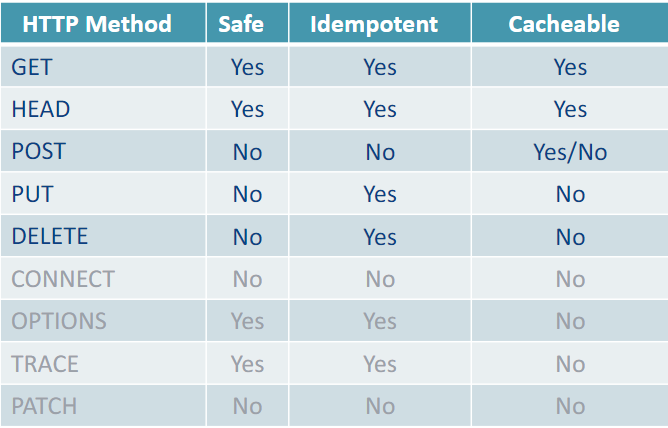 HTTP Method Safe Idempotent Cacheable
GET Yes Yes Yes
HEAD Yes Yes Yes
POST No No Yes/No
PUT No Yes No
DELETE No Yes No
CONNECT No No No
OPTIONS Yes Yes No
TRACE Yes Yes No
PATCH No No No